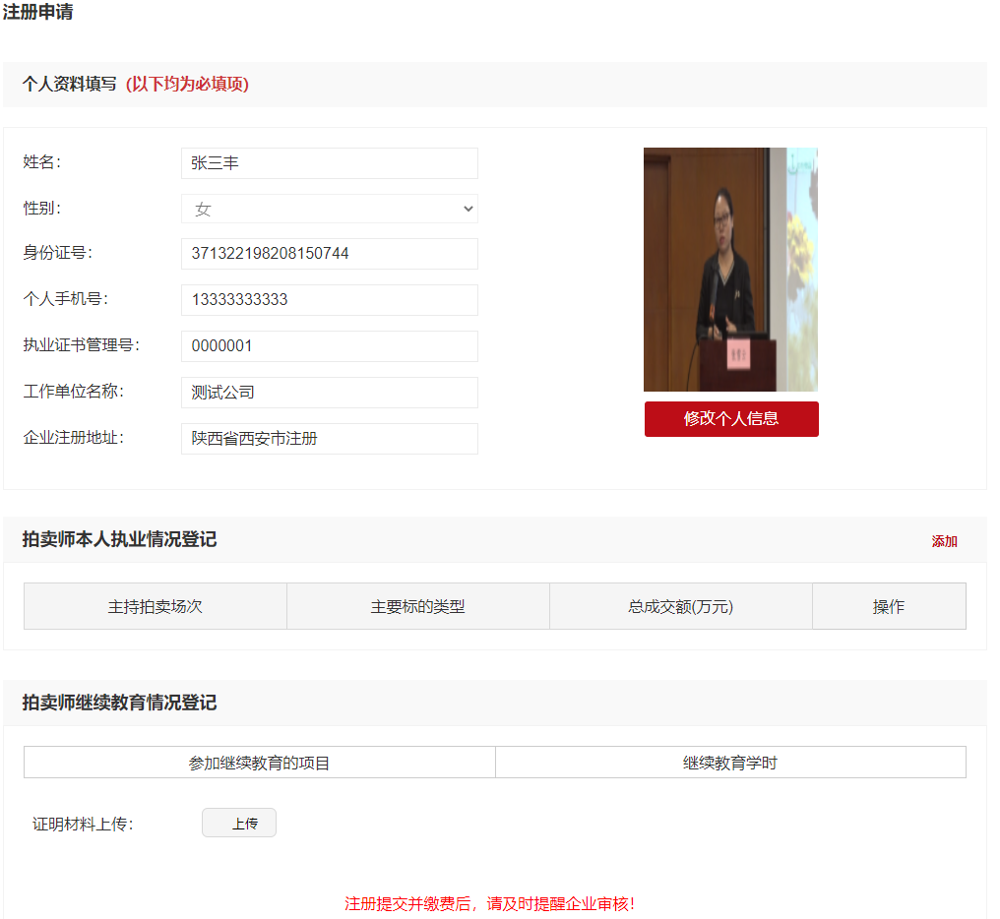 注册申请
个人资料填写 (以下均为必填项)
姓名：
张三丰
性别：
女
身份证号：
371322198208150744
个人手机号：
13333333333
执业证书管理号：
0000001
工作单位名称：
测试公司
企业注册地址：
陕西省西安市注册
修改个人信息
拍卖师本人执业情况登记 添加
主持拍卖场次 主要标的类型 总成交额(万元) 操作
拍卖师继续教育情况登记
参加继续教育的项目 继续教育学时
证明材料上传： 上传
注册提交并缴费后，请及时提醒企业审核！